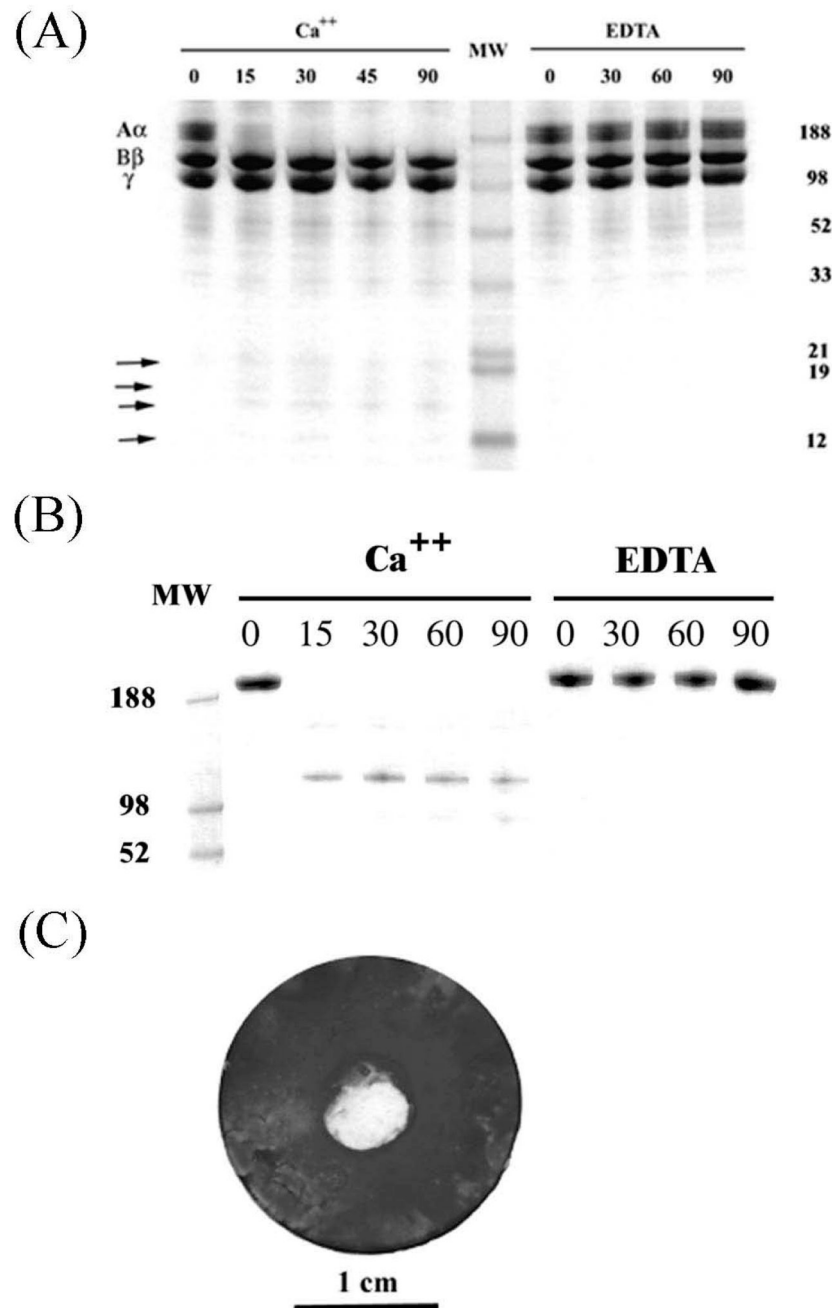 (A)
Ca++ MW EDTA
0 15 30 45 90 0 30 60 90
Aα 188
Bβ
γ 98
52
33
21
19
12
(B)
Ca++ EDTA
MW
0 15 30 60 90 0 30 60 90
188
98
52
(C)
1 cm